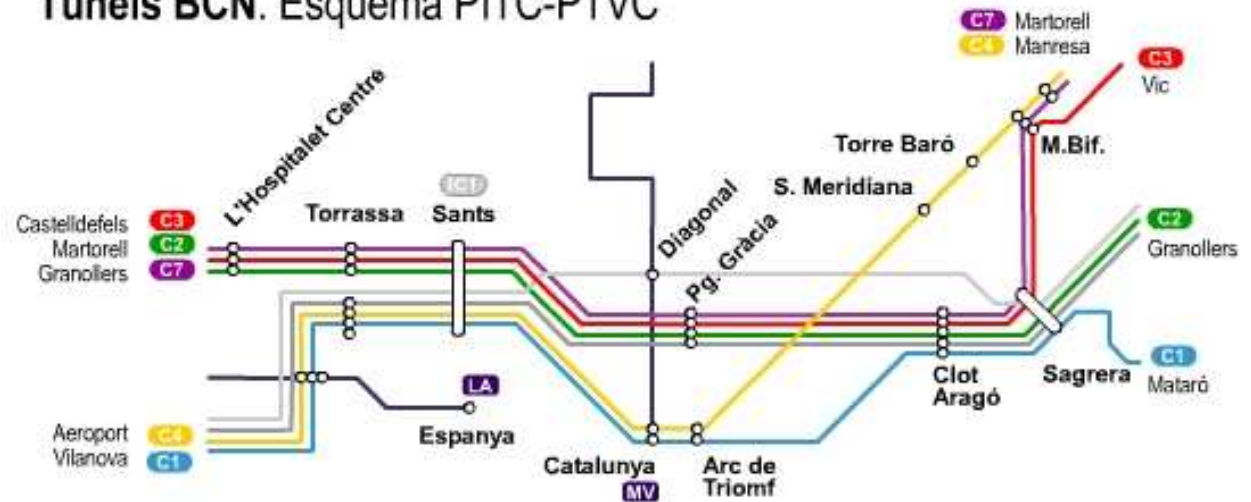 Túnels BCN. Esquema PITC-PTVC
C7 Martorell
C4 Manresa
C3
Vic
L'Hospitalet Centre
Torre Baró
M.Bif.
IC1
S. Meridiana
Castelldefels C3
Torrassa
Sants
Diagonal
C2
Martorell C2
Granollers C7
Pg. Gràcia
Granollers
C1
Mataró
Clot
Aragó
Sagrera
LA
Aeroport C4
Vilanova C1
Espanya
Catalunya
MV
Arc de
Triomf